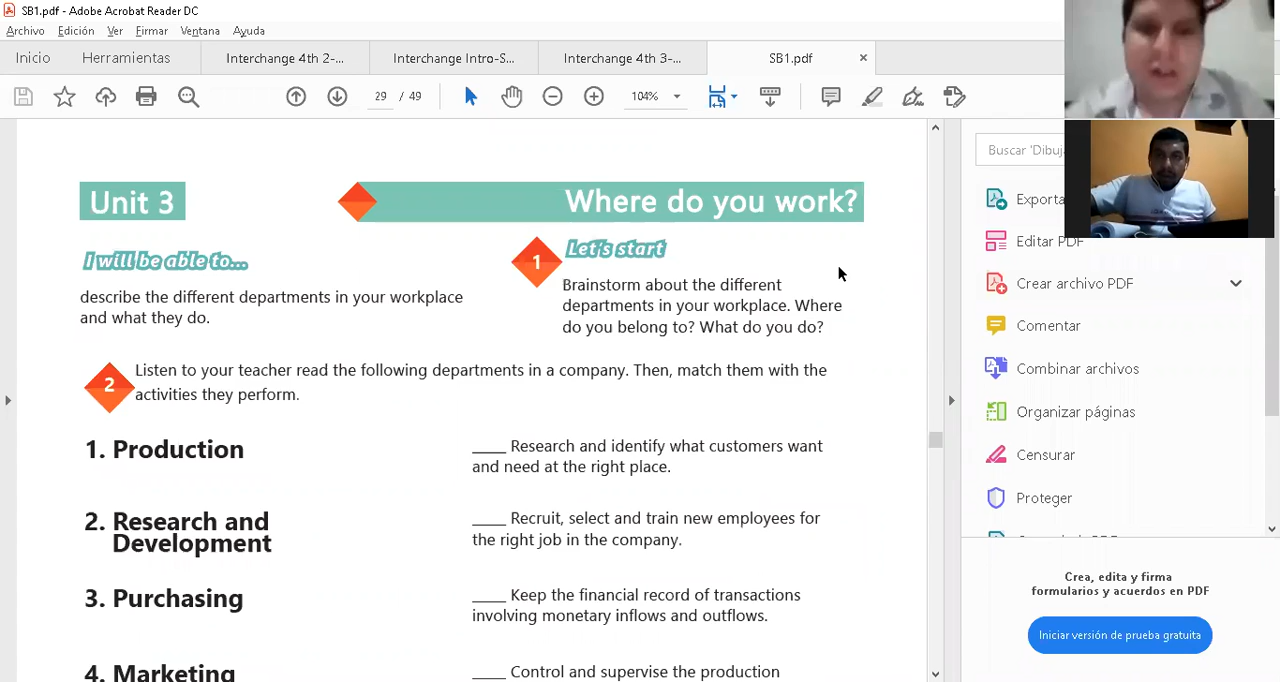 SB1.pdf - Adobe Acrobat Reader DC
Archivo Edición Ver Firmar Ventana Ayuda
Inicio Herramientas Interchange 4th 2-... Interchange Intro-S... Interchange 4th 3-... SB1.pdf
29 / 49 104%
Unit 3
Where do you work?
I will be able to...
describe the different departments in your workplace
and what they do.
1
Let's start
Brainstorm about the different
departments in your workplace. Where
do you belong to? What do you do?
2
Listen to your teacher read the following departments in a company. Then, match them with the
activities they perform.
1. Production
____ Research and identify what customers want
and need at the right place.
2. Research and
Development
____ Recruit, select and train new employees for
the right job in the company.
3. Purchasing
____ Keep the financial record of transactions
involving monetary inflows and outflows.
4. Marketing
____ Control and supervise the production
Buscar 'Dibu
Exporta
Editar PDF
Crear archivo PDF
Comentar
Combinar archivos
Organizar páginas
Censurar
Proteger
Crea, edita y firma
formularios y acuerdos en PDF
Iniciar versión de prueba gratuita